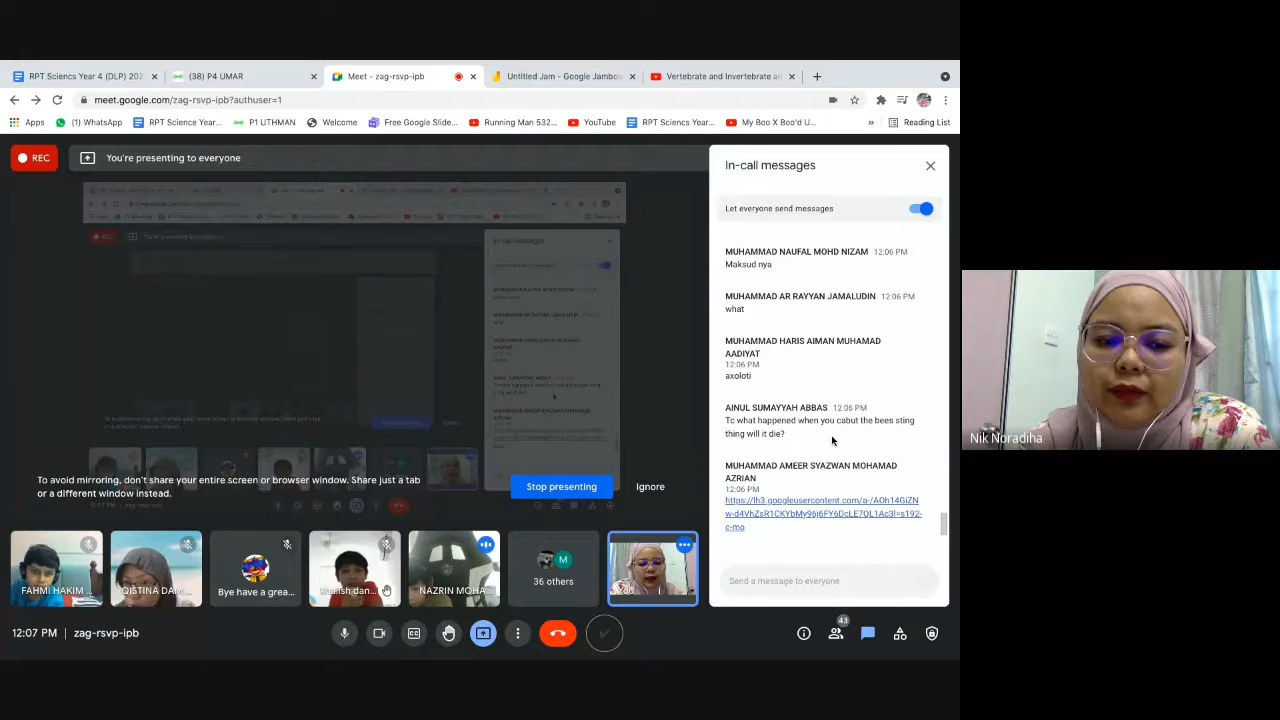 RPT Sciencs Year 4 (DLP) 202
(38) P4 UMAR
Meet - zag-rsvp-ipb
Untitled Jam - Google Jambo
Vertebrate and Invertebrate an
meet.google.com/zag-rsvp-ipb?authuser=1
Apps
(1) WhatsApp
RPT Science Year...
P1 UTHMAN
Welcome
Free Google Slide...
Running Man 532...
YouTube
RPT Sciencs Year...
My Boo X Boo'd U...
»
Reading List
REC
You're presenting to everyone
In-call messages
Let everyone send messages
MUHAMMAD NAUFAL MOHD NIZAM 12:06 PM
Maksud nya
MUHAMMAD AR RAYYAN JAMALUDIN 12:06 PM
what
MUHAMMAD HARIS AIMAN MUHAMAD
AADIYAT
12:06 PM
axoloti
AINUL SUMAYYAH ABBAS 12:06 PM
Tc what happened when you cabut the bees sting
thing will it die?
MUHAMMAD AMEER SYAZWAN MOHAMAD
AZRIAN
12:06 PM
https://lh3.googleusercontent.com/a-/AOh14GiZN
w-d4VhZsR1CKYbMy96j6FY6DcLE7QL1Ac3l=s192-
c-mo
Send a message to everyone
To avoid mirroring, don't share your entire screen or browser window. Share just a tab
or a different window instead.
Stop presenting
Ignore
FAHMI HAKIM ...
QISTINA DAM...
Bye have a grea...
NAZRIN MOHA...
M
36 others
Nik Noradiha
12:07 PM | zag-rsvp-ipb
43